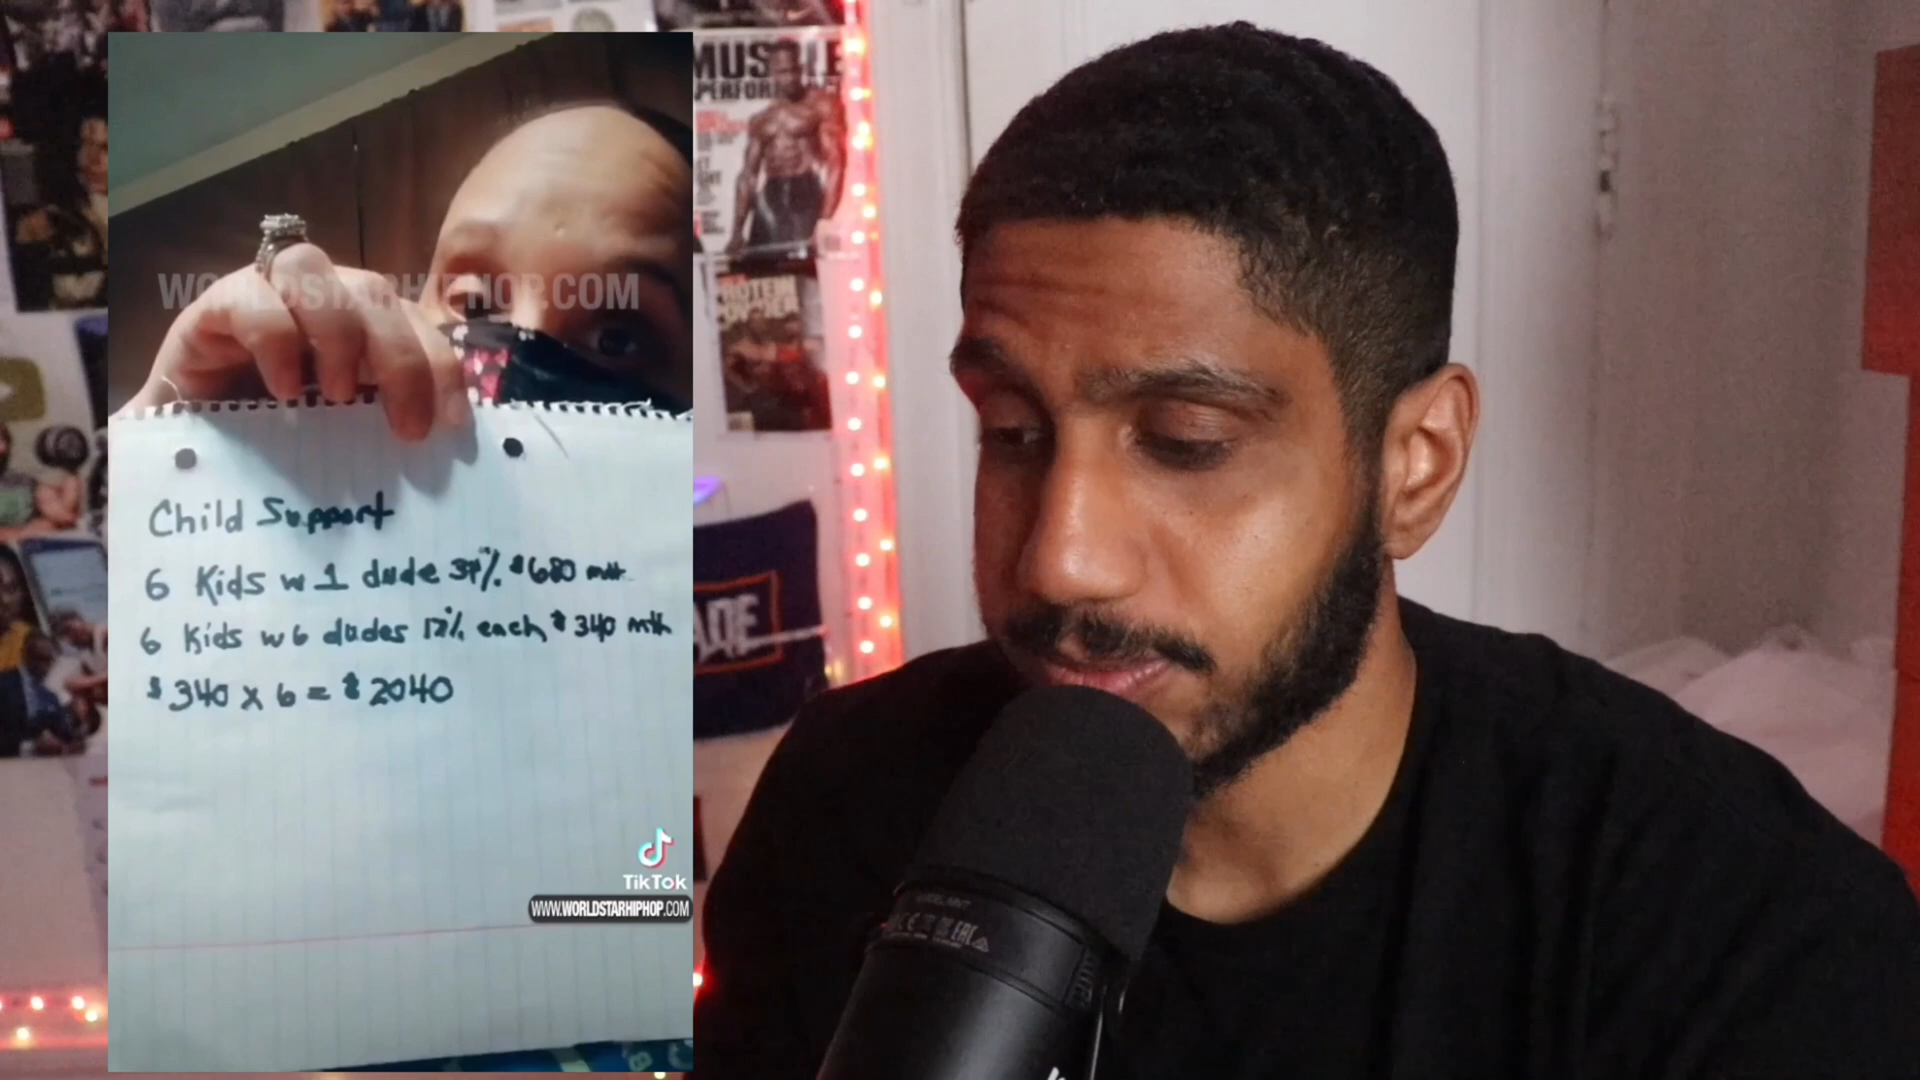 MUSCLE
PERFOR
PROTEIN
WORLDSTARHIPHOP.COM
Child Support
6 Kids w 1 dude 34% $680 mth
6 Kids w 6 dudes 17% each $340 mth
$340 x 6 = $2040
TikTok
WWW.WORLDSTARHIPHOP.COM